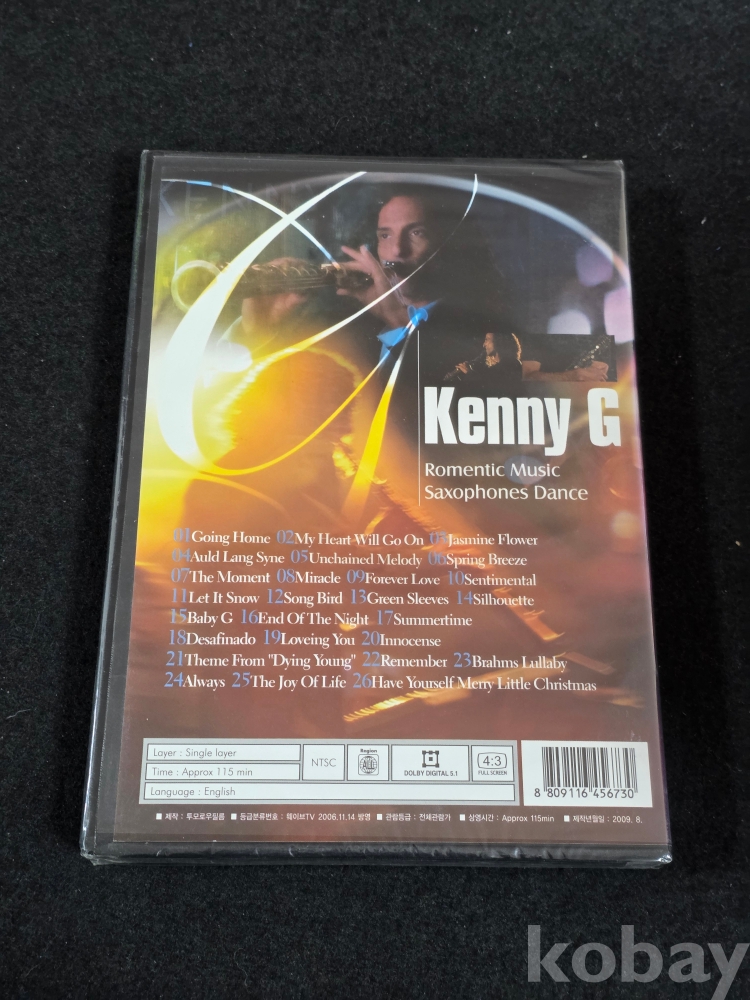 Kenny G
Romentic Music
Saxophones Dance
01Going Home 02My Heart Will Go On 03Jasmine Flower
04Auld Lang Syne 05Unchained Melody 06Spring Breeze
07The Moment 08Miracle 09Forever Love 10Sentimental
11Let It Snow 12Song Bird 13Green Sleeves 14Silhouette
15Baby G 16End Of The Night 17Summertime
18Desafinado 19Loveing You 20Innocense
21Theme From "Dying Young" 22Remember 23Brahms Lullaby
24Always 25The Joy Of Life 26Have Yourself Merry Little Christmas
Layer : Single layer
Time : Approx 115 min
Language : English
NTSC
Region
ALL
DOLBY DIGITAL 5.1
4:3
FULL SCREEN
8 809116 456730
■ 제작 : 투모로우필름 ■ 등급분류번호 : 웨이브TV 2006.11.14 방영 ■ 관람등급 : 전체관람가 ■ 상영시간 : Approx 115min ■ 제작년월일 : 2009. 8.
kobay